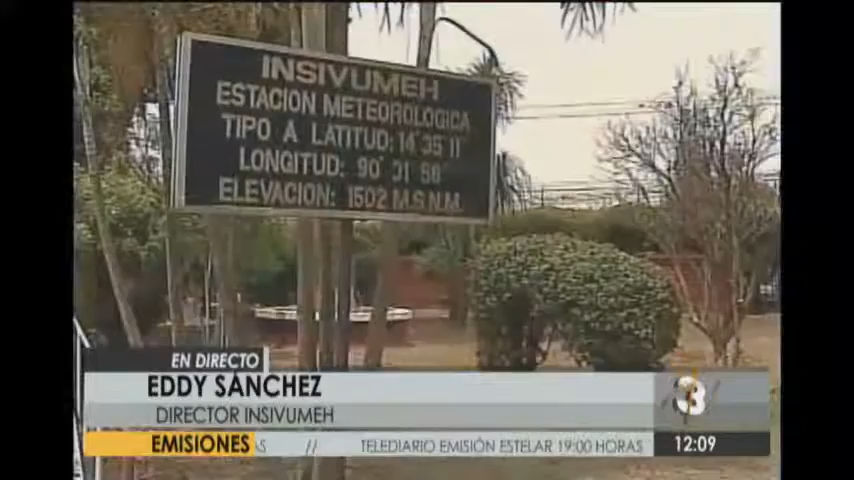 INSIVUMEH
ESTACION METEOROLOGICA
TIPO A LATITUD: 14° 35' 11
LONGITUD: 90° 31' 58
ELEVACION: 1502 M.S.N.M.
EN DIRECTO
EDDY SÁNCHEZ
DIRECTOR INSIVUMEH
3
EMISIONES // TELEDIARIO EMISIÓN ESTELAR 19:00 HORAS
12:09